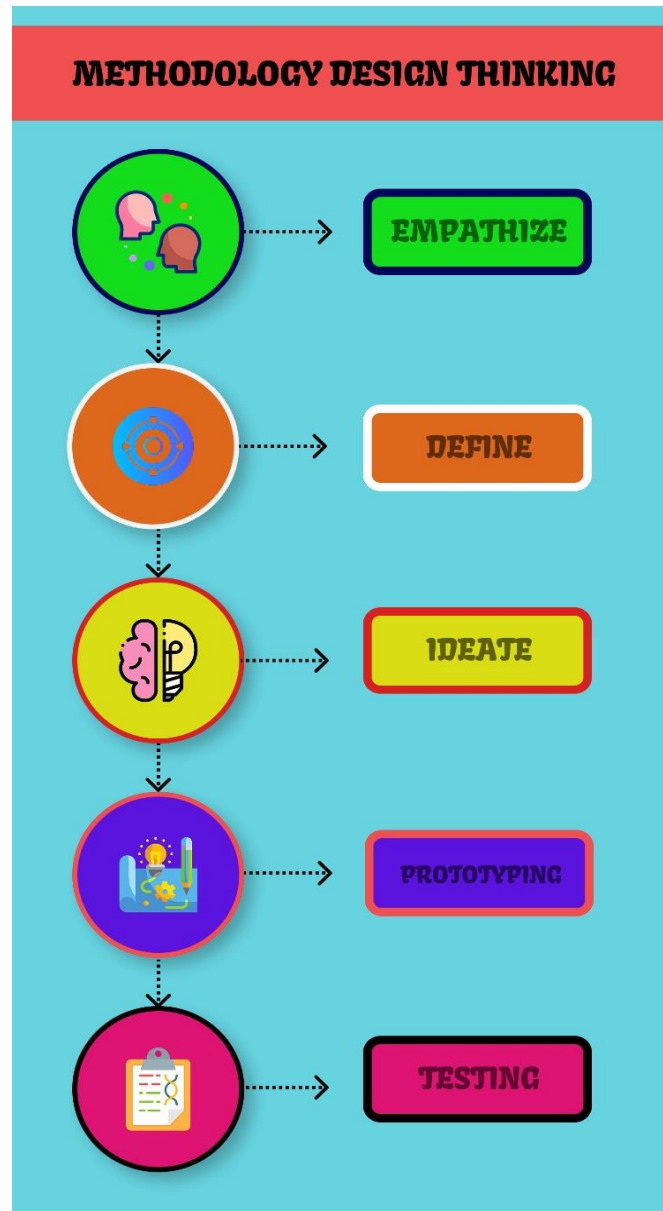 METHODOLOGY DESIGN THINKING
EMPATHIZE
DEFINE
IDEATE
PROTOTYPING
TESTING